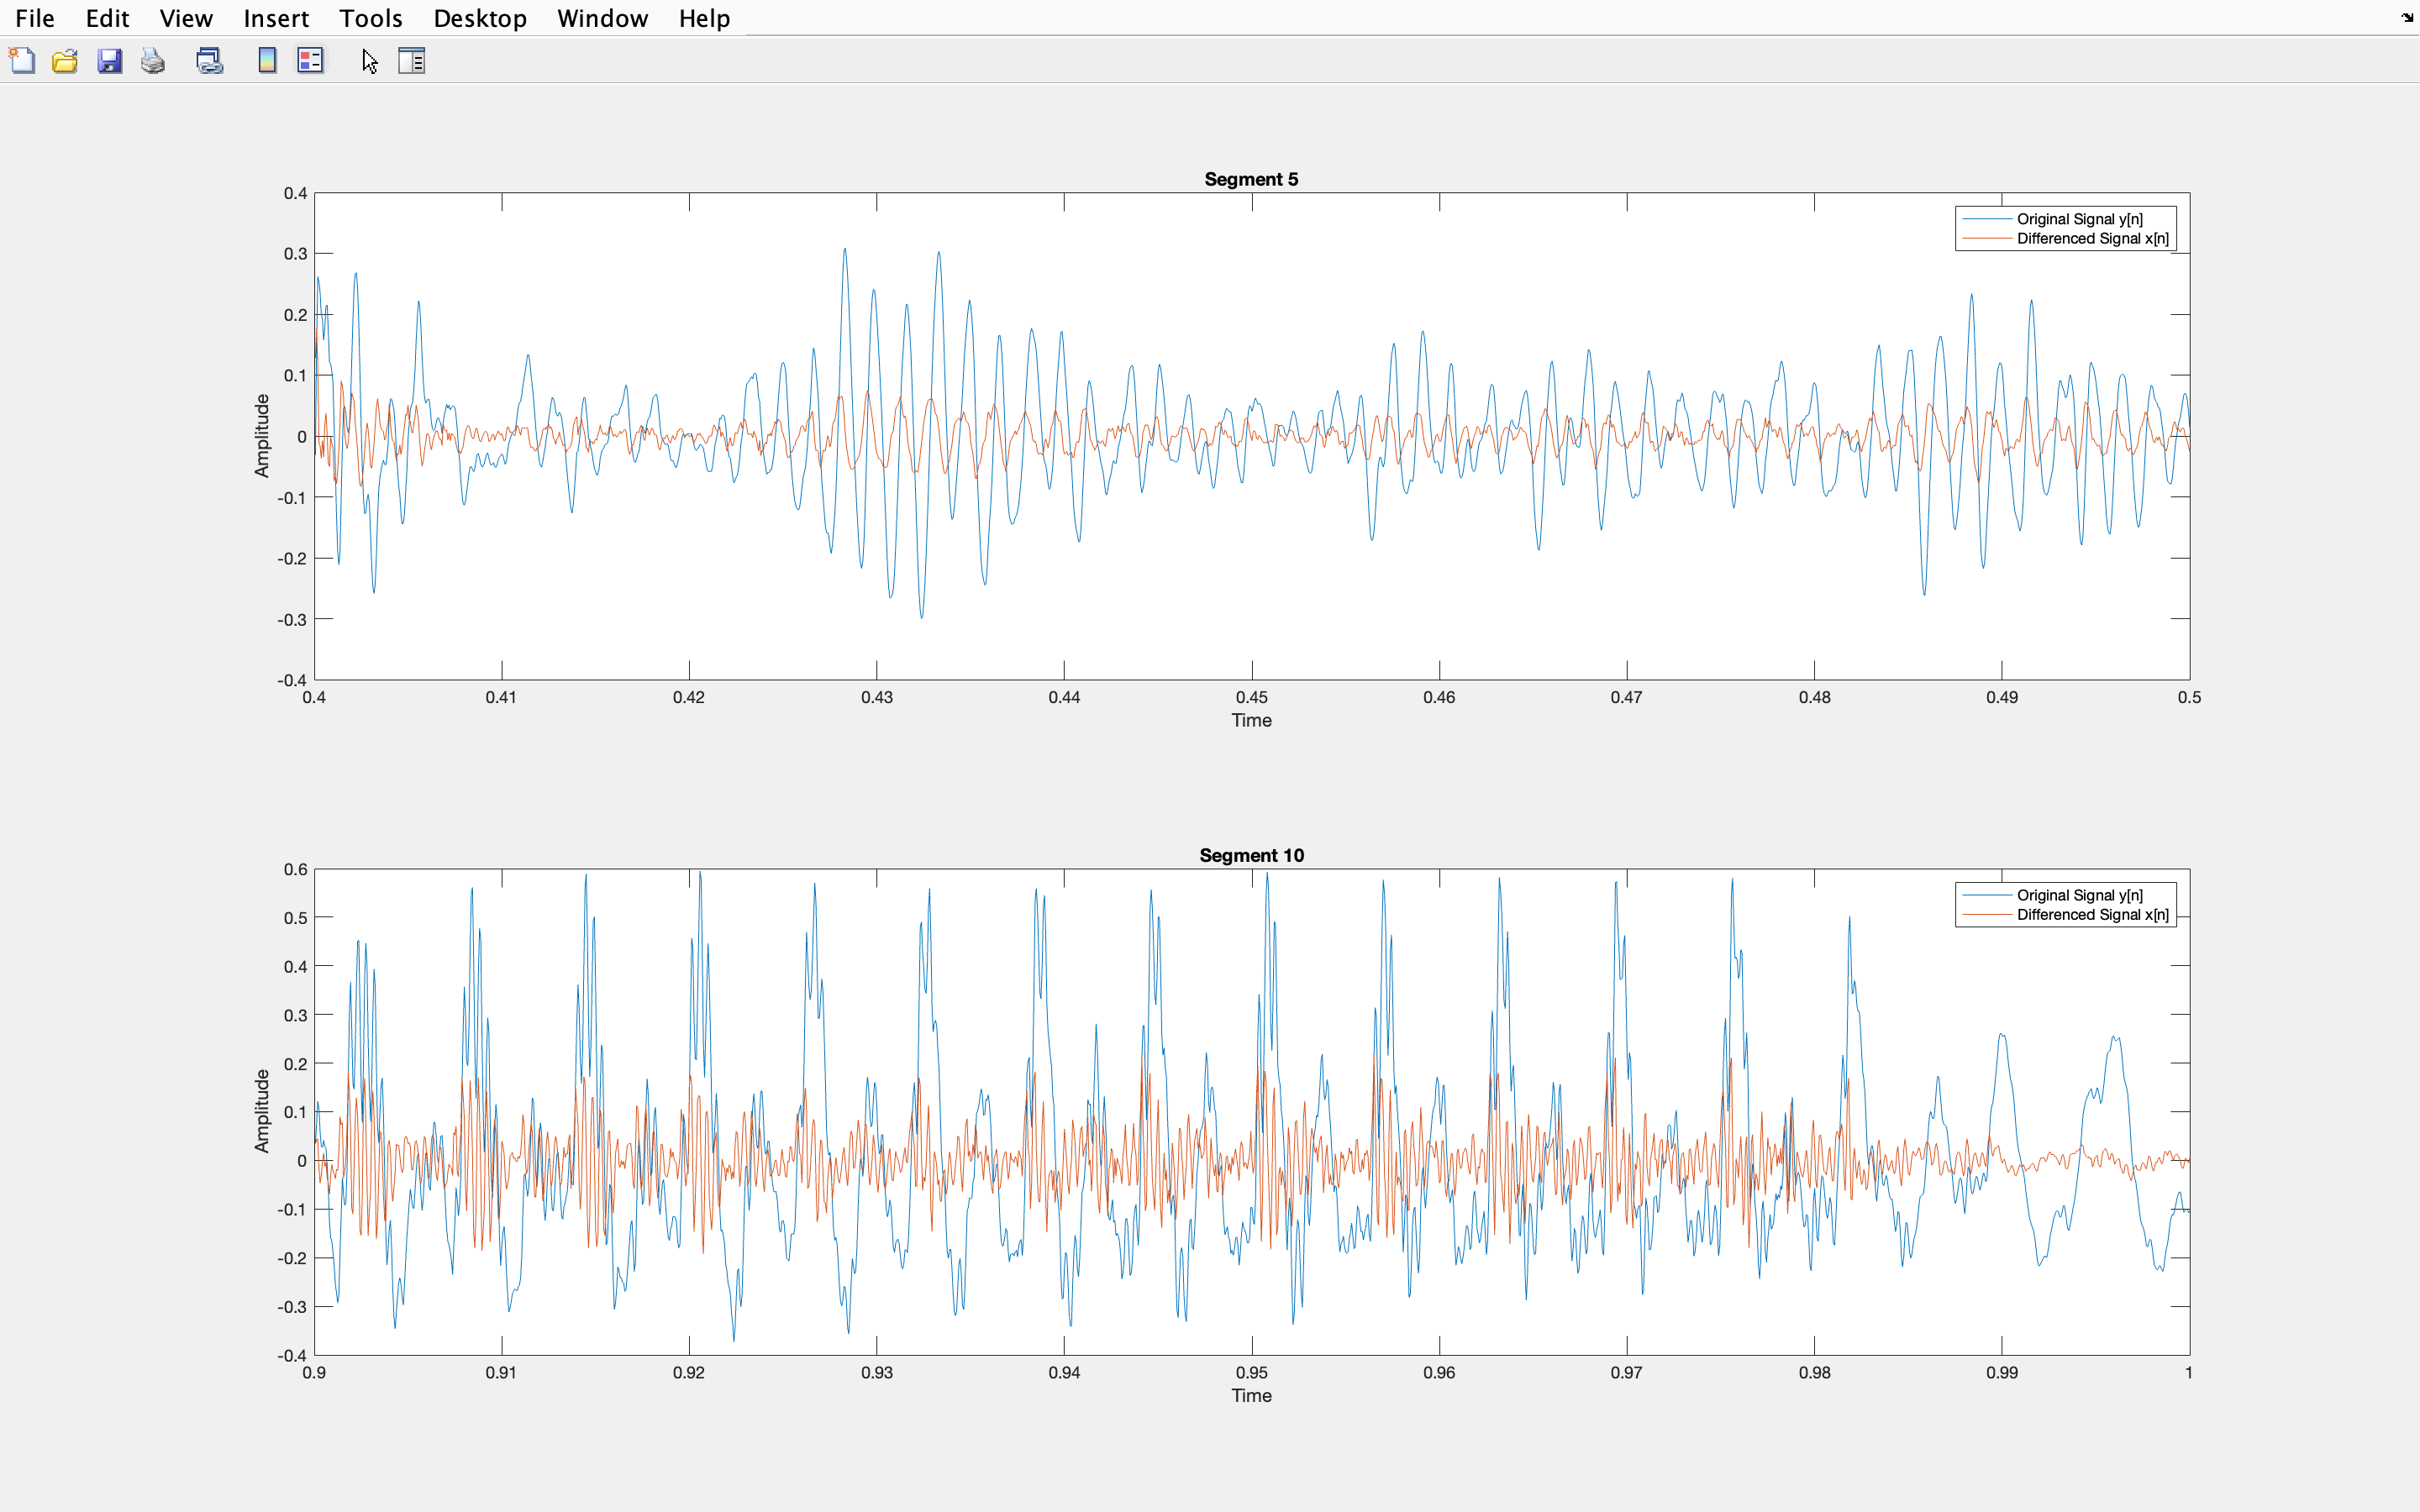 File Edit View Insert Tools Desktop Window Help
Segment 5
0.4
0.3
0.2
0.1
0
-0.1
-0.2
-0.3
-0.4
Amplitude
Original Signal y[n]
Differenced Signal x[n]
0.4 0.41 0.42 0.43 0.44 0.45 0.46 0.47 0.48 0.49 0.5
Time
Segment 10
0.6
0.5
0.4
0.3
0.2
0.1
0
-0.1
-0.2
-0.3
-0.4
Amplitude
Original Signal y[n]
Differenced Signal x[n]
0.9 0.91 0.92 0.93 0.94 0.95 0.96 0.97 0.98 0.99 1
Time